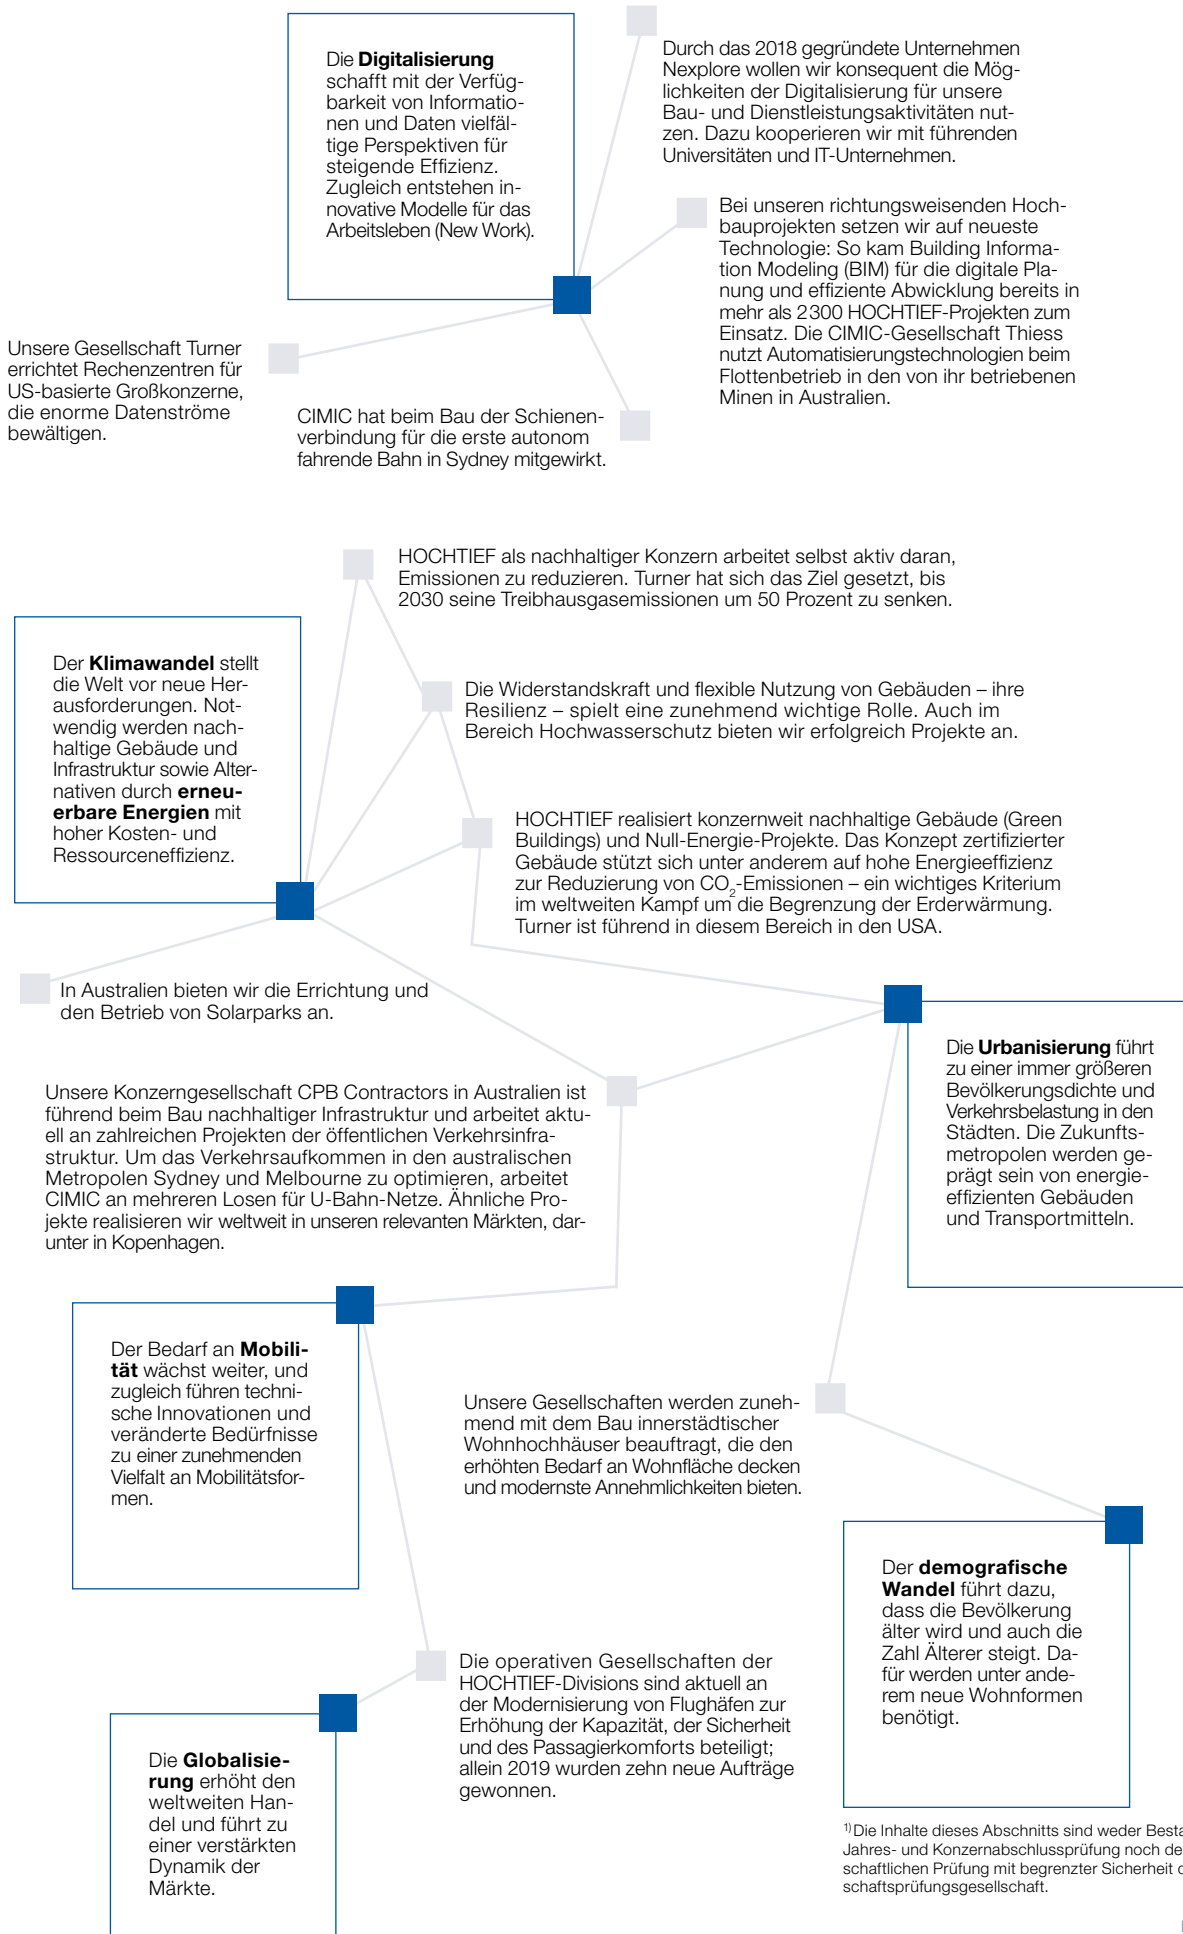 Die Digitalisierung
schafft mit der Verfüg-
barkeit von Informatio-
nen und Daten vielfäl-
tige Perspektiven für
steigende Effizienz.
Zugleich entstehen in-
novative Modelle für das
Arbeitsleben (New Work).
Durch das 2018 gegründete Unternehmen
Nexplore wollen wir konsequent die Mög-
lichkeiten der Digitalisierung für unsere
Bau- und Dienstleistungsaktivitäten nut-
zen. Dazu kooperieren wir mit führenden
Universitäten und IT-Unternehmen.
Bei unseren richtungsweisenden Hoch-
bauprojekten setzen wir auf neueste
Technologie: So kam Building Informa-
tion Modeling (BIM) für die digitale Pla-
nung und effiziente Abwicklung bereits in
mehr als 2300 HOCHTIEF-Projekten zum
Einsatz. Die CIMIC-Gesellschaft Thiess
nutzt Automatisierungstechnologien beim
Flottenbetrieb in den von ihr betriebenen
Minen in Australien.
Unsere Gesellschaft Turner
errichtet Rechenzentren für
US-basierte Großkonzerne,
die enorme Datenströme
bewältigen.
CIMIC hat beim Bau der Schienen-
verbindung für die erste autonom
fahrende Bahn in Sydney mitgewirkt.
HOCHTIEF als nachhaltiger Konzern arbeitet selbst aktiv daran,
Emissionen zu reduzieren. Turner hat sich das Ziel gesetzt, bis
2030 seine Treibhausgasemissionen um 50 Prozent zu senken.
Der Klimawandel stellt
die Welt vor neue Her-
ausforderungen. Not-
wendig werden nach-
haltige Gebäude und
Infrastruktur sowie Alter-
nativen durch erneu-
erbare Energien mit
hoher Kosten- und
Ressourceneffizienz.
Die Widerstandskraft und flexible Nutzung von Gebäuden – ihre
Resilienz – spielt eine zunehmend wichtige Rolle. Auch im
Bereich Hochwasserschutz bieten wir erfolgreich Projekte an.
HOCHTIEF realisiert konzernweit nachhaltige Gebäude (Green
Buildings) und Null-Energie-Projekte. Das Konzept zertifizierter
Gebäude stützt sich unter anderem auf hohe Energieeffizienz
zur Reduzierung von CO2-Emissionen – ein wichtiges Kriterium
im weltweiten Kampf um die Begrenzung der Erderwärmung.
Turner ist führend in diesem Bereich in den USA.
In Australien bieten wir die Errichtung und
den Betrieb von Solarparks an.
Die Urbanisierung führt
zu einer immer größeren
Bevölkerungsdichte und
Verkehrsbelastung in den
Städten. Die Zukunfts-
metropolen werden ge-
prägt sein von energie-
effizienten Gebäuden
und Transportmitteln.
Unsere Konzerngesellschaft CPB Contractors in Australien ist
führend beim Bau nachhaltiger Infrastruktur und arbeitet aktu-
ell an zahlreichen Projekten der öffentlichen Verkehrsinfra-
struktur. Um das Verkehrsaufkommen in den australischen
Metropolen Sydney und Melbourne zu optimieren, arbeitet
CIMIC an mehreren Losen für U-Bahn-Netze. Ähnliche Pro-
jekte realisieren wir weltweit in unseren relevanten Märkten, dar-
unter in Kopenhagen.
Der Bedarf an Mobili-
tät wächst weiter, und
zugleich führen techni-
sche Innovationen und
veränderte Bedürfnisse
zu einer zunehmenden
Vielfalt an Mobilitätsfor-
men.
Unsere Gesellschaften werden zuneh-
mend mit dem Bau innerstädtischer
Wohnhochhäuser beauftragt, die den
erhöhten Bedarf an Wohnfläche decken
und modernste Annehmlichkeiten bieten.
Der demografische
Wandel führt dazu,
dass die Bevölkerung
älter wird und auch die
Zahl Älterer steigt. Da-
für werden unter ande-
rem neue Wohnformen
benötigt.
Die operativen Gesellschaften der
HOCHTIEF-Divisions sind aktuell an
der Modernisierung von Flughäfen zur
Erhöhung der Kapazität, der Sicherheit
und des Passagierkomforts beteiligt;
allein 2019 wurden zehn neue Aufträge
gewonnen.
Die Globalisie-
rung erhöht den
weltweiten Han-
del und führt zu
einer verstärkten
Dynamik der
Märkte.
1) Die Inhalte dieses Abschnitts sind weder
Jahres- und Konzernabschlussprüfung noch
schaftlichen Prüfung mit begrenzter Sicherheit
schaftsprüfungsgesellschaft.